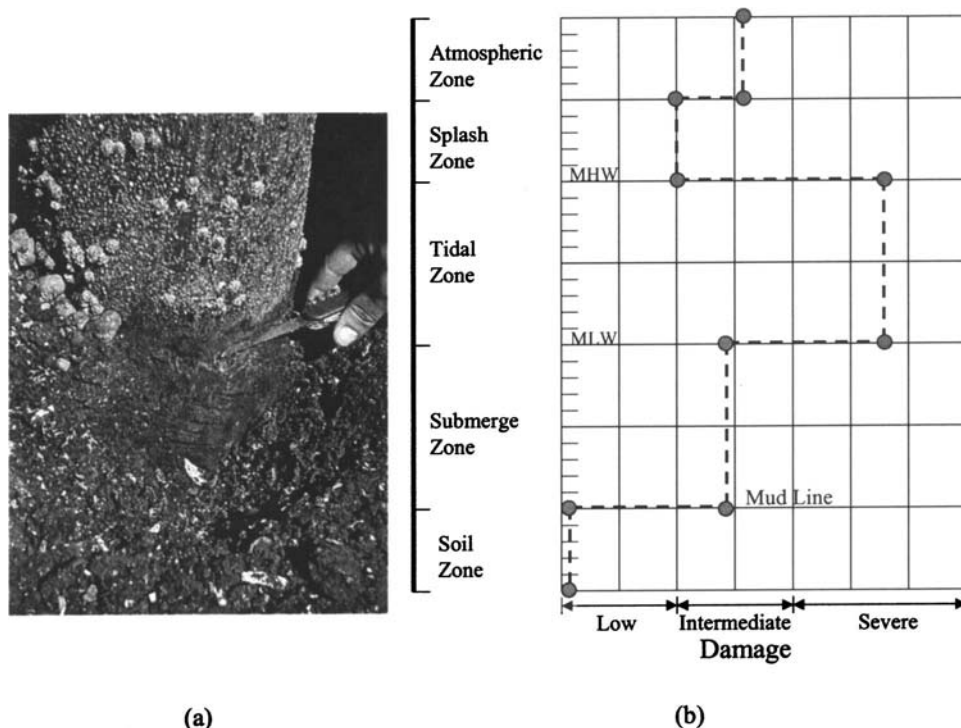 Atmospheric
Zone
Splash
Zone
MHW
Tidal
Zone
MLW
Submerge
Zone
Mud Line
Soil
Zone
Low
Intermediate
Severe
Damage
(a)
(b)